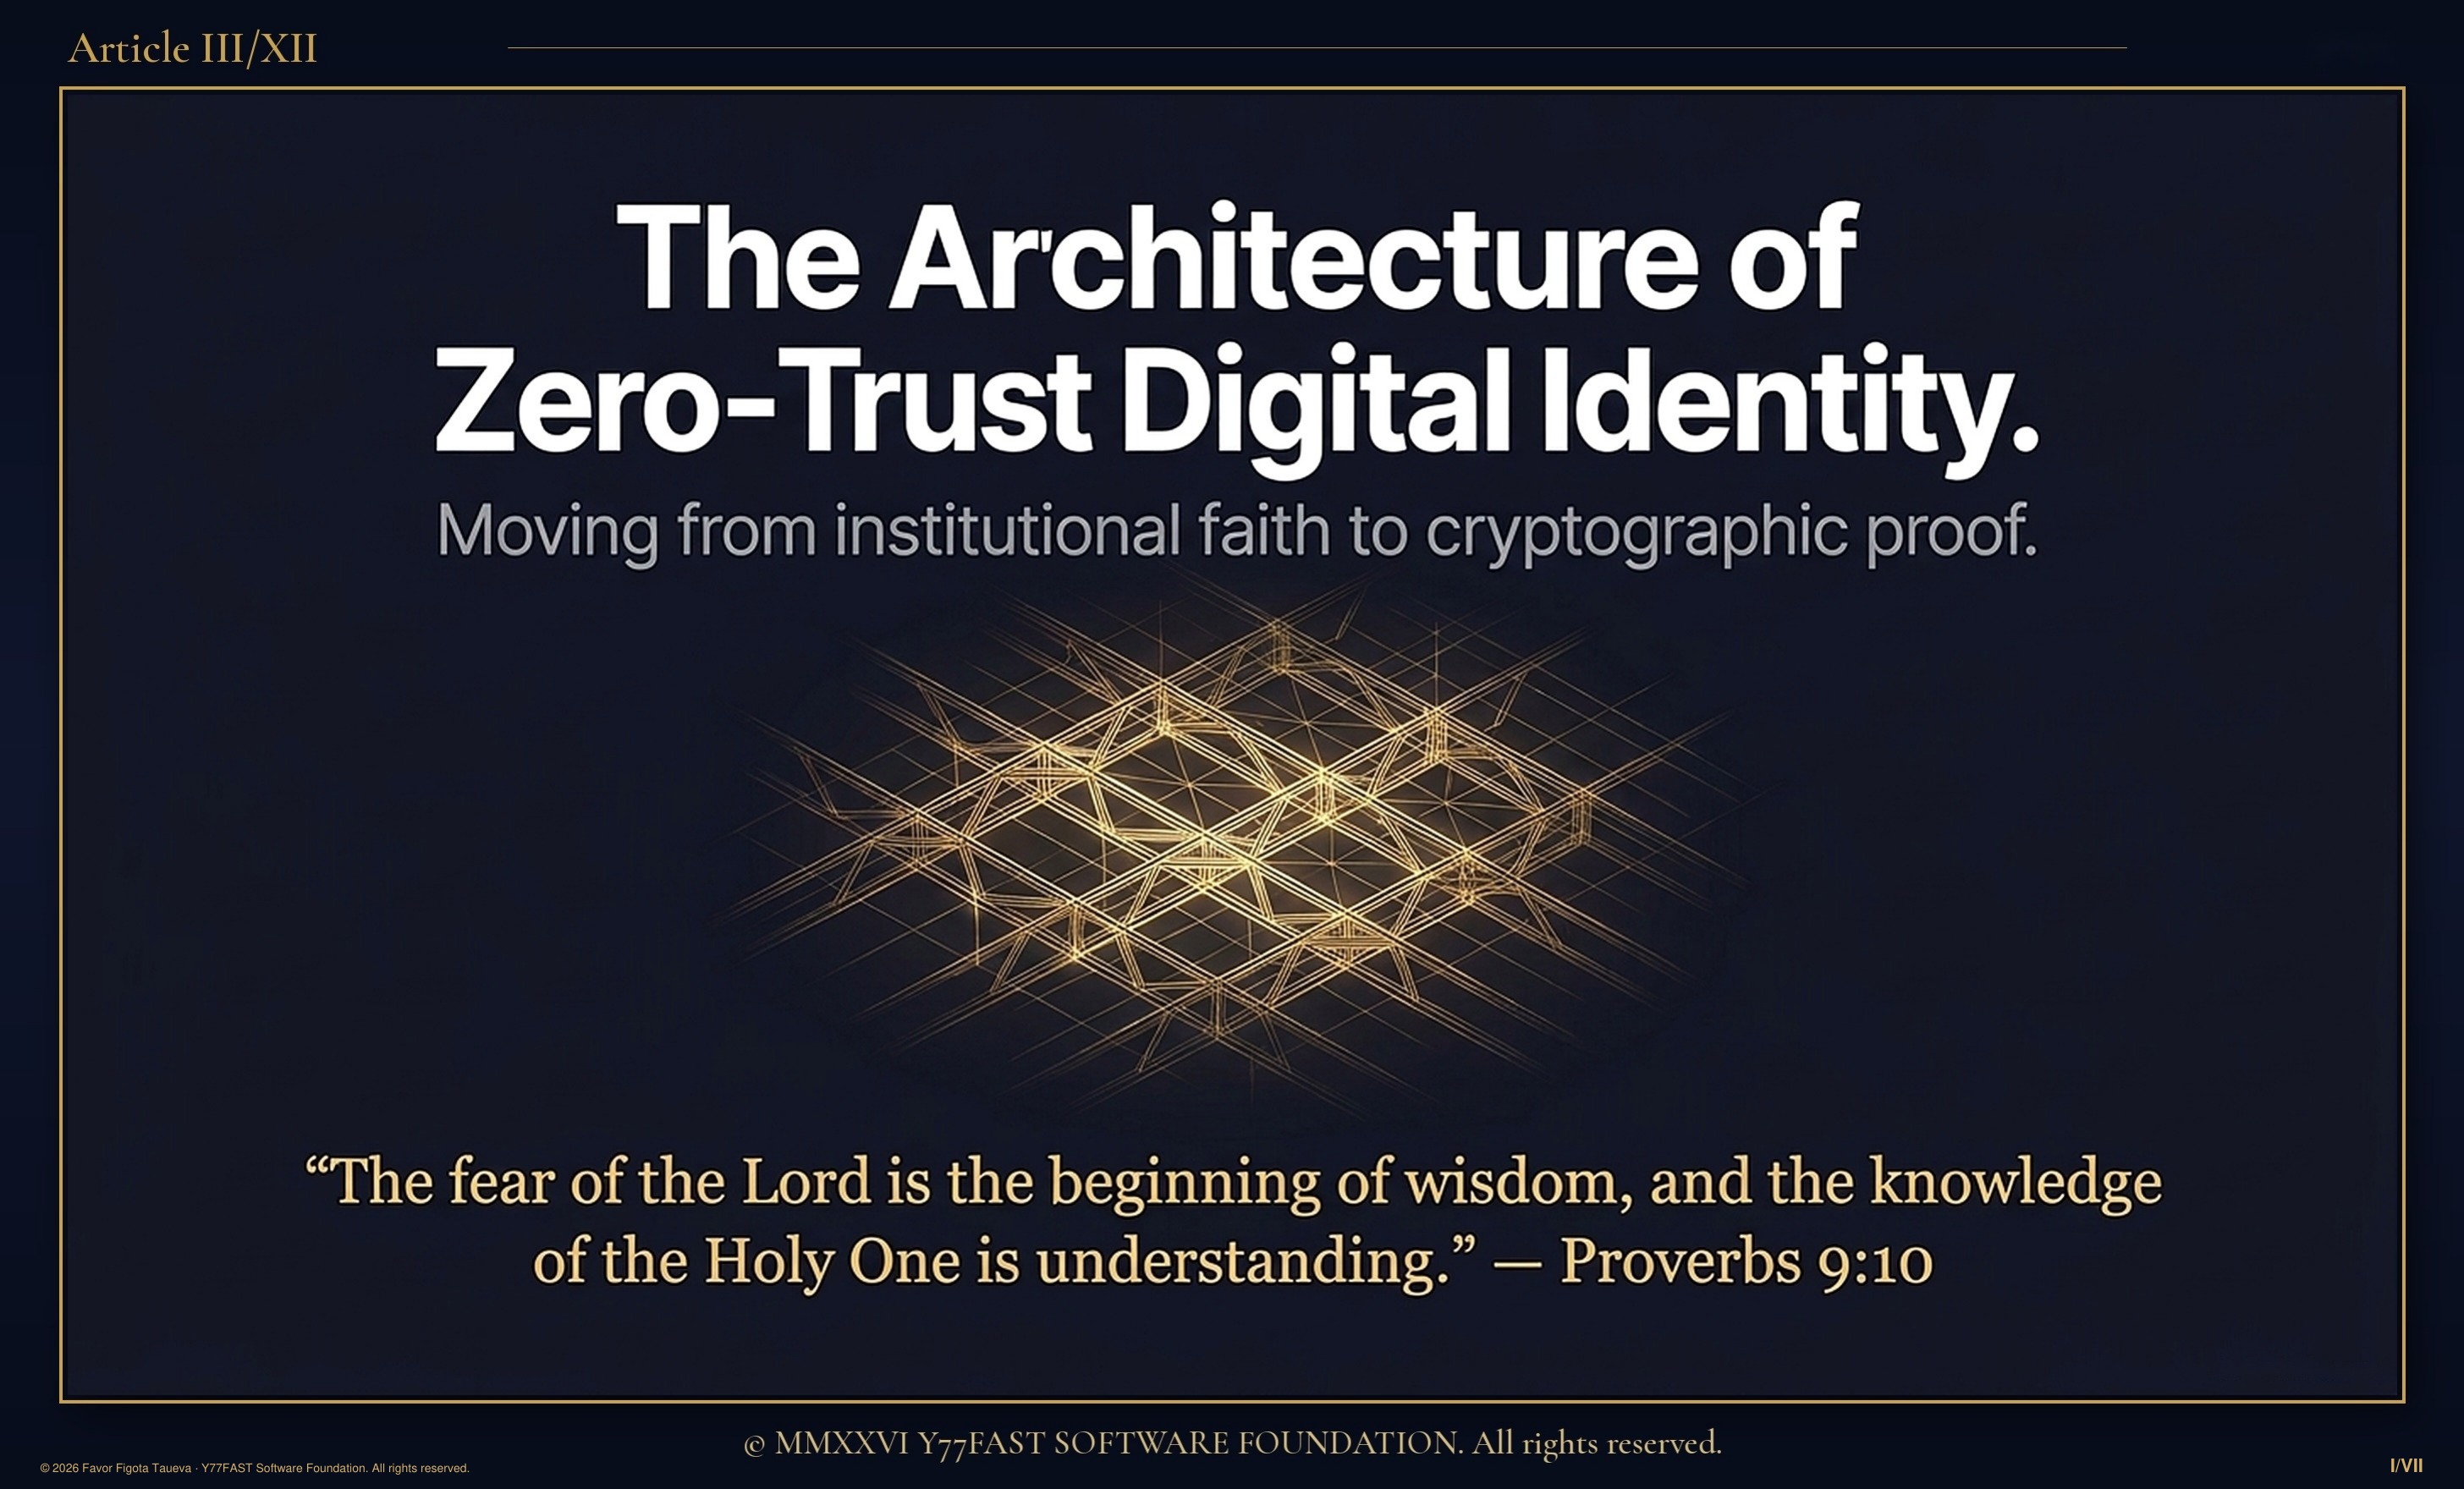 Article III/XII
The Architecture of
Zero-Trust Digital Identity.
Moving from institutional faith to cryptographic proof.
“The fear of the Lord is the beginning of wisdom, and the knowledge
of the Holy One is understanding.” — Proverbs 9:10
© MMXXVI Y77FAST SOFTWARE FOUNDATION. All rights reserved.
© 2026 Favor Figota Taueva · Y77FAST Software Foundation. All rights reserved.
I/VII